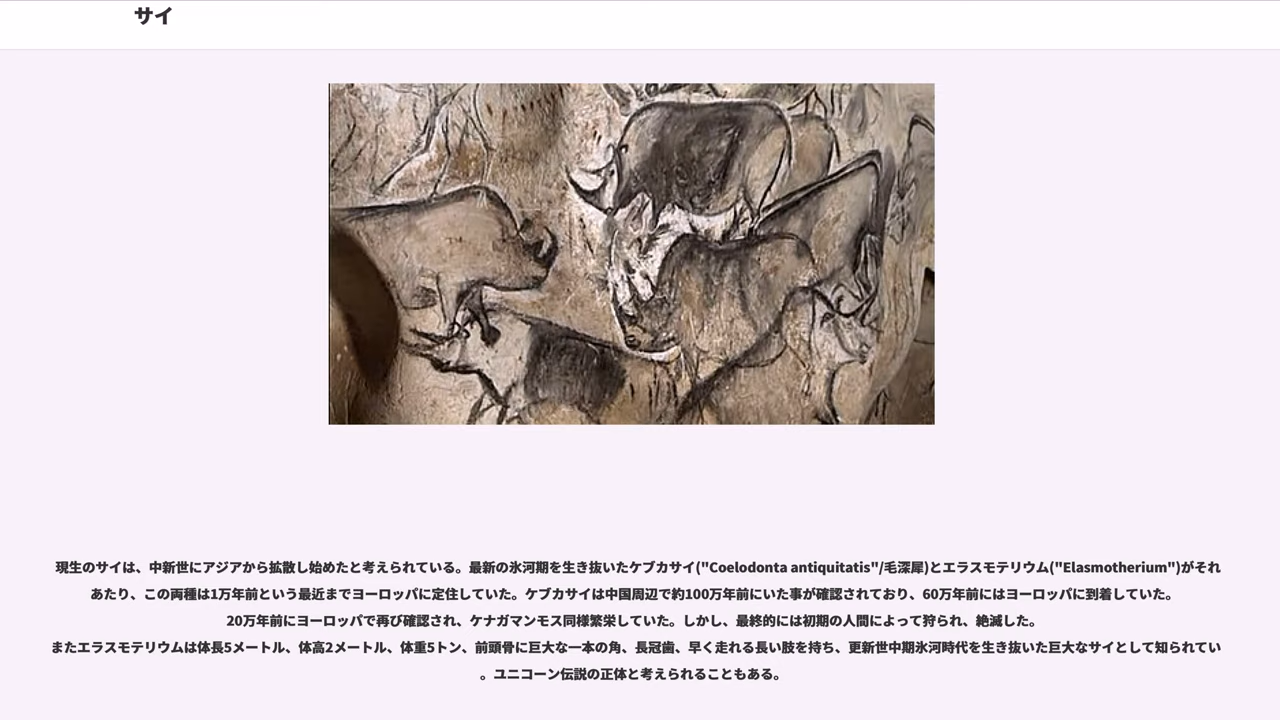 サイ
現生のサイは、中新世にアジアから拡散し始めたと考えられている。最新の氷河期を生き抜いたケブカサイ("Coelodonta antiquitatis"/毛深犀)とエラスモテリウム("Elasmotherium")がそれ
あたり、この両種は1万年前という最近までヨーロッパに定住していた。ケブカサイは中国周辺で約100万年前にいた事が確認されており、60万年前にはヨーロッパに到着していた。
20万年前にヨーロッパで再び確認され、ケナガマンモス同様繁栄していた。しかし、最終的には初期の人間によって狩られ、絶滅した。
またエラスモテリウムは体長5メートル、体高2メートル、体重5トン、前頭骨に巨大な一本の角、長冠歯、早く走れる長い肢を持ち、更新世中期氷河時代を生き抜いた巨大なサイとして知られてい
。ユニコーン伝説の正体と考えられることもある。